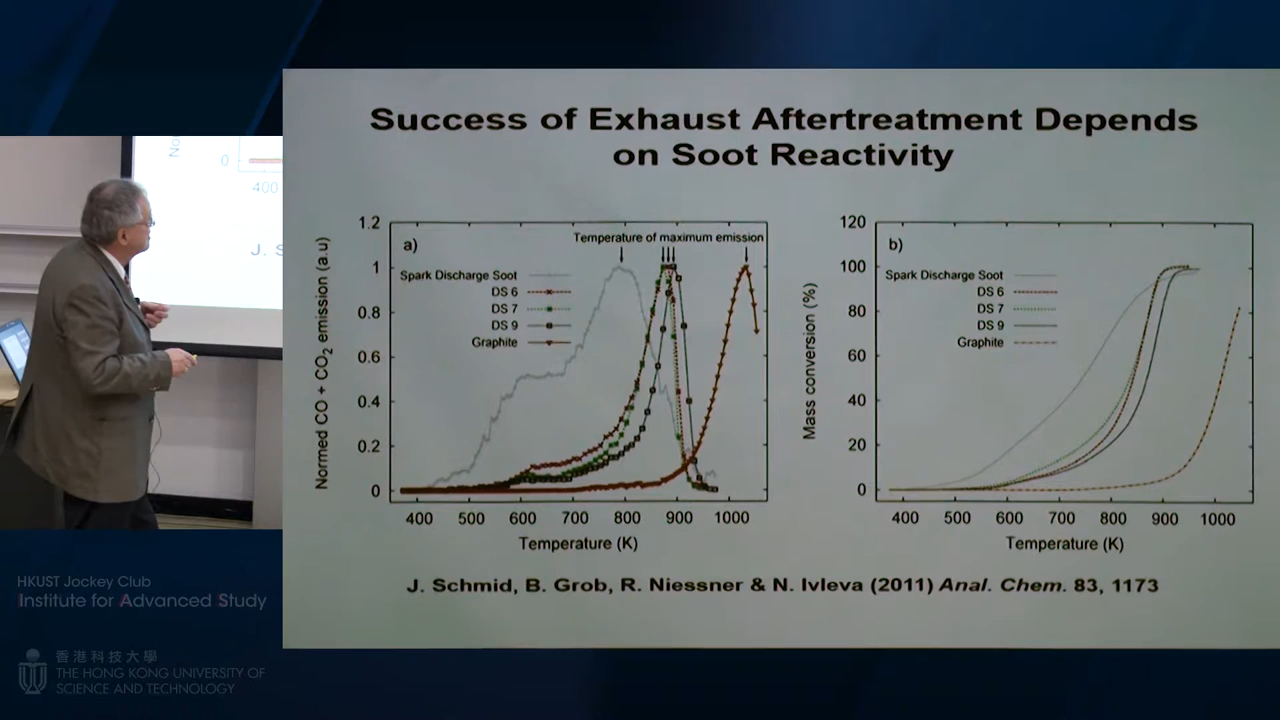 No
0
400
J. S
Success of Exhaust Aftertreatment Depends
on Soot Reactivity
1.2
1
0.8
0.6
0.4
0.2
0
Normed CO + CO2 emission (a.u)
a)
Temperature of maximum emission
Spark Discharge Soot
DS 6
DS 7
DS 9
Graphite
400 500 600 700 800 900 1000
Temperature (K)
120
100
80
60
40
20
0
Mass conversion (%)
b)
Spark Discharge Soot
DS 6
DS 7
DS 9
Graphite
400 500 600 700 800 900 1000
Temperature (K)
J. Schmid, B. Grob, R. Niessner & N. Ivleva (2011) Anal. Chem. 83, 1173
HKUST Jockey Club
Institute for Advanced Study
香港科技大學
THE HONG KONG UNIVERSITY OF
SCIENCE AND TECHNOLOGY